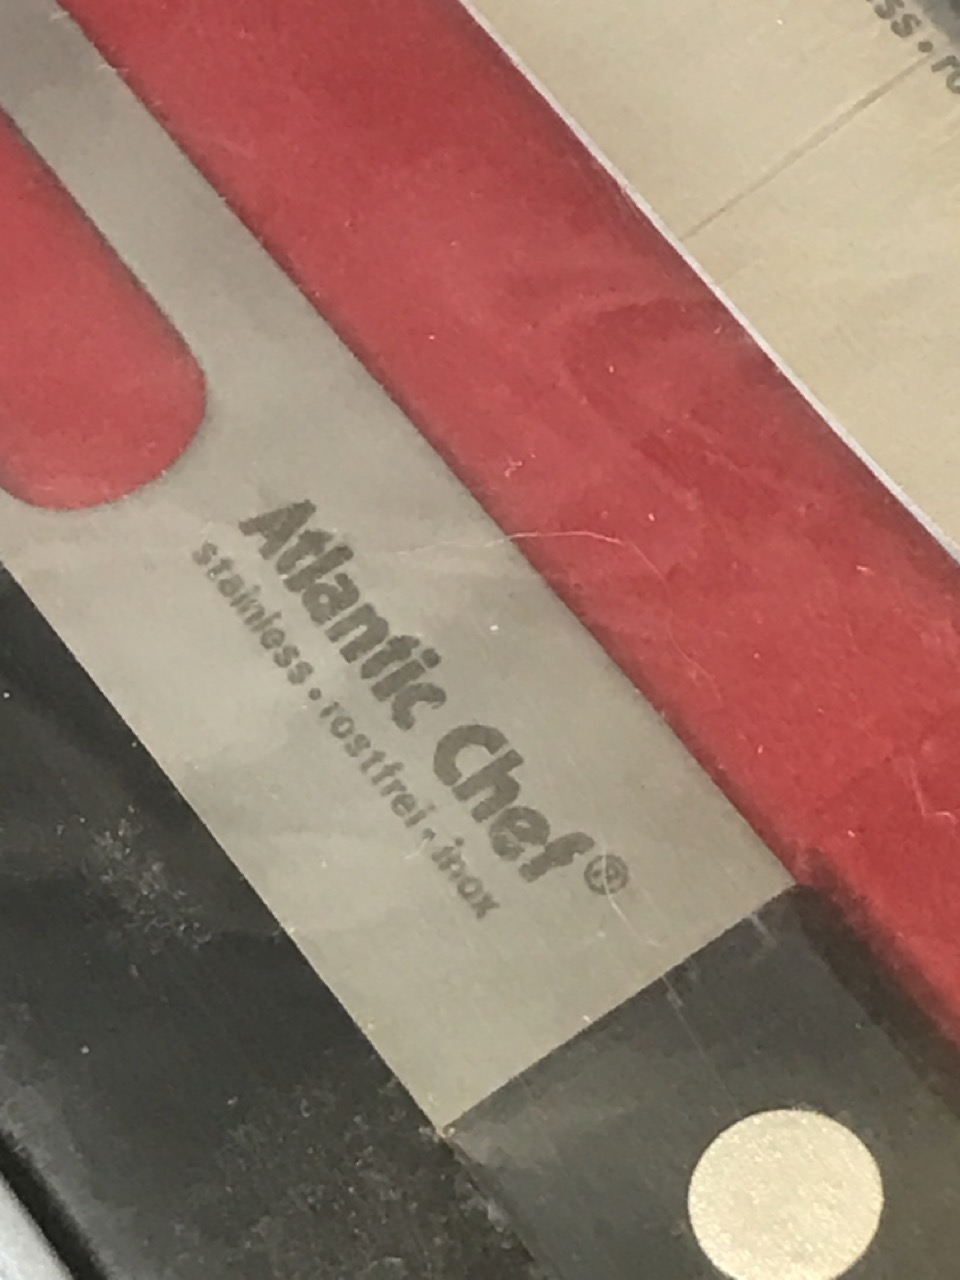 Atlantic Chef®
stainless • rostfrei • inox